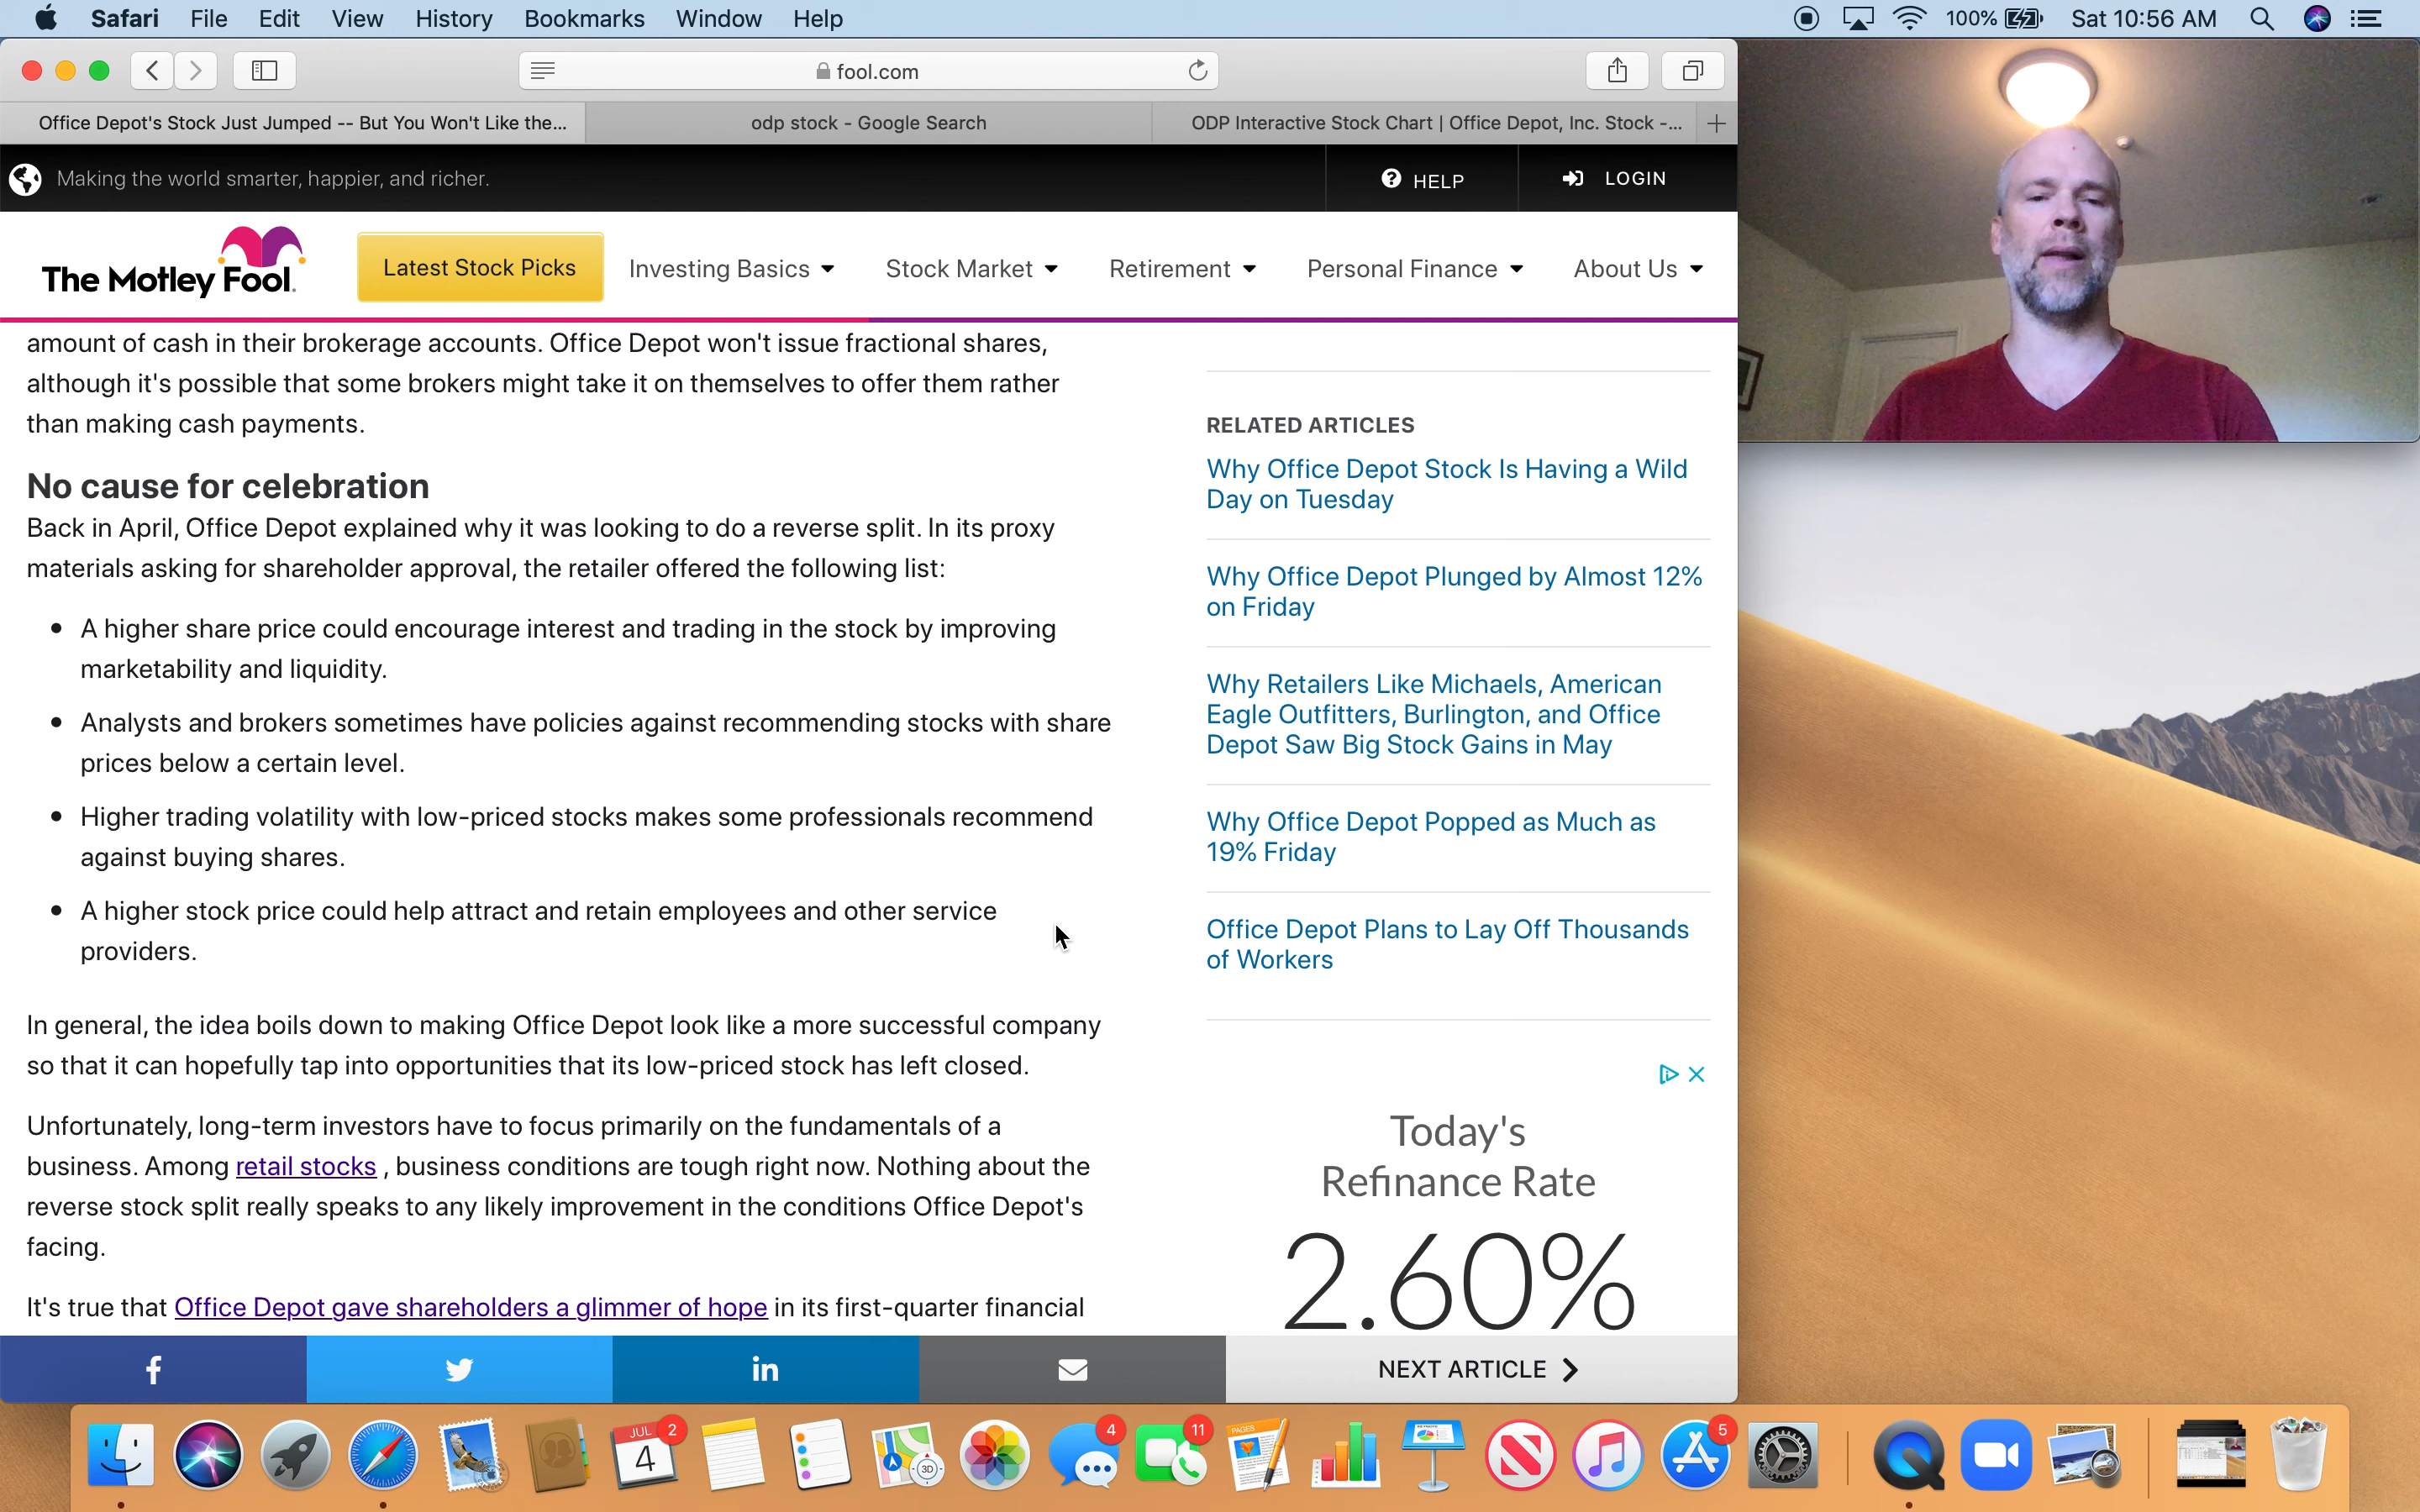 Safari File Edit View History Bookmarks Window Help 100% Sat 10:56 AM
fool.com
Office Depot's Stock Just Jumped -- But You Won't Like the...
odp stock - Google Search
ODP Interactive Stock Chart | Office Depot, Inc. Stock -...
Making the world smarter, happier, and richer.
HELP
LOGIN
The Motley Fool.
Latest Stock Picks
Investing Basics
Stock Market
Retirement
Personal Finance
About Us
amount of cash in their brokerage accounts. Office Depot won't issue fractional shares,
although it's possible that some brokers might take it on themselves to offer them rather
than making cash payments.
No cause for celebration
Back in April, Office Depot explained why it was looking to do a reverse split. In its proxy
materials asking for shareholder approval, the retailer offered the following list:
• A higher share price could encourage interest and trading in the stock by improving
marketability and liquidity.
• Analysts and brokers sometimes have policies against recommending stocks with share
prices below a certain level.
• Higher trading volatility with low-priced stocks makes some professionals recommend
against buying shares.
• A higher stock price could help attract and retain employees and other service
providers.
In general, the idea boils down to making Office Depot look like a more successful company
so that it can hopefully tap into opportunities that its low-priced stock has left closed.
Unfortunately, long-term investors have to focus primarily on the fundamentals of a
business. Among retail stocks , business conditions are tough right now. Nothing about the
reverse stock split really speaks to any likely improvement in the conditions Office Depot's
facing.
It's true that Office Depot gave shareholders a glimmer of hope in its first-quarter financial
RELATED ARTICLES
Why Office Depot Stock Is Having a Wild
Day on Tuesday
Why Office Depot Plunged by Almost 12%
on Friday
Why Retailers Like Michaels, American
Eagle Outfitters, Burlington, and Office
Depot Saw Big Stock Gains in May
Why Office Depot Popped as Much as
19% Friday
Office Depot Plans to Lay Off Thousands
of Workers
Today's
Refinance Rate
2.60%
NEXT ARTICLE
JUL
4
2
3D
4
11
PAGES
5